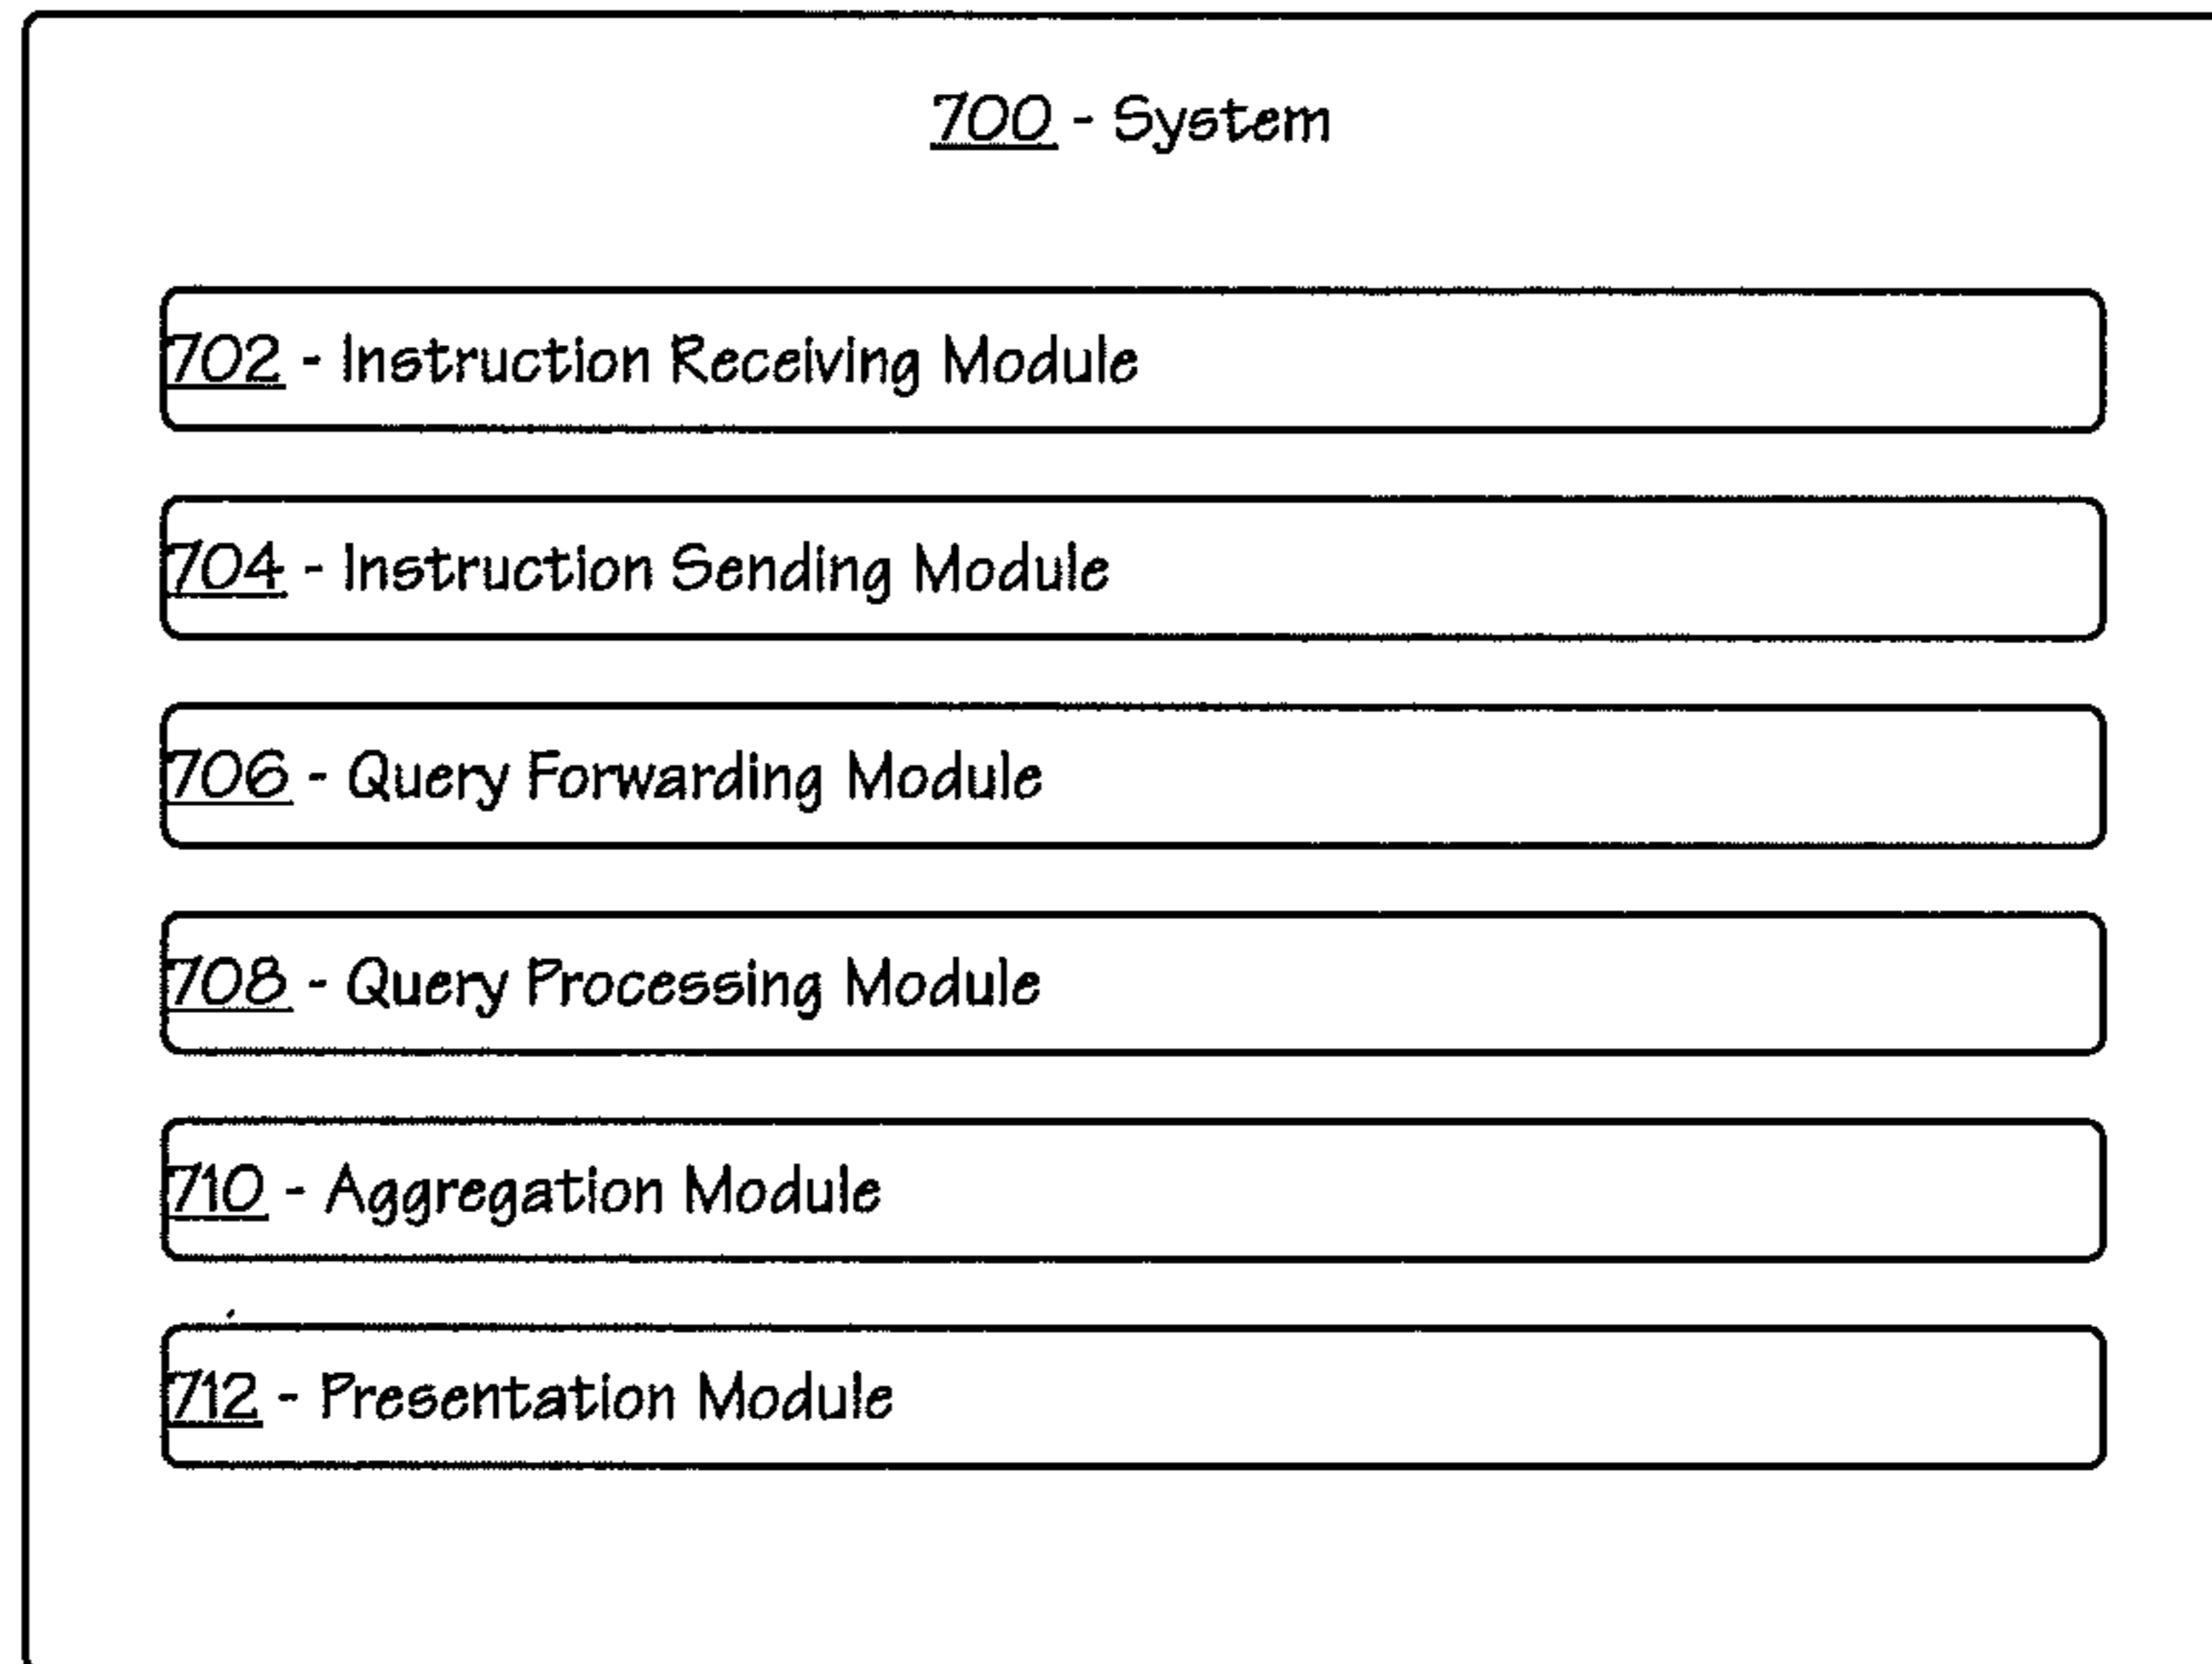 700 - System
702 - Instruction Receiving Module
704 - Instruction Sending Module
706 - Query Forwarding Module
708 - Query Processing Module
710 - Aggregation Module
712 - Presentation Module